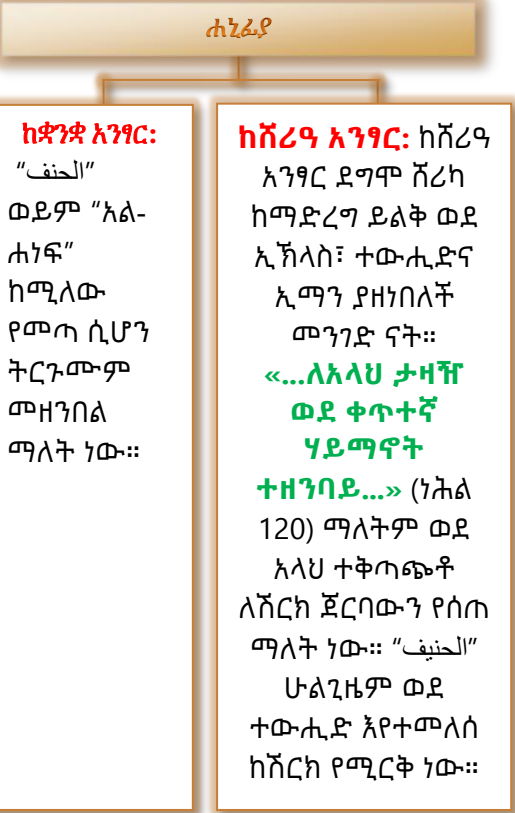 ሐኒፊያ
ከቋንቋ አንፃር:
"الحنف"
ወይም "አል-
ሐነፍ"
ከሚለው
የመጣ ሲሆን
ትርጉሙም
መዘንበል
ማለት ነው።
ከሸሪዓ አንፃር: ከሸሪዓ
አንፃር ደግሞ ሸሪካ
ከማድረግ ይልቅ ወደ
ኢኽላስ፣ ተውሒድና
ኢማን ያዘነበለች
መንገድ ናት።
«...ለአላህ ታዛዥ
ወደ ቀጥተኛ
ሃይማኖት
ተዘንባይ...» (ነሕል
120) ማለትም ወደ
አላህ ተቅጣጭቶ
ለሽርክ ጀርባውን የሰጠ
ማለት ነው። "الحنيف"
ሁልጊዜም ወደ
ተውሒድ እየተመለሰ
ከሽርክ የሚርቅ ነው።